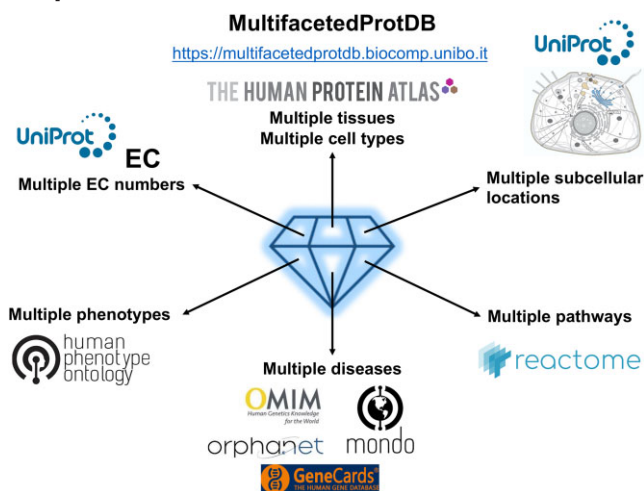 MultifacetedProtDB
https://multifacetedprotdb.biocomp.unibo.it
UniProt
THE HUMAN PROTEIN ATLAS
Multiple tissues
Multiple cell types
UniProt
EC
Multiple EC numbers
Multiple subcellular
locations
Multiple phenotypes
human
phenotype
ontology
Multiple pathways
reactome
Multiple diseases
OMIM
Human Genetics Knowledge
for the World
orphanet
mondo
GeneCards®
THE HUMAN GENE DATABASE